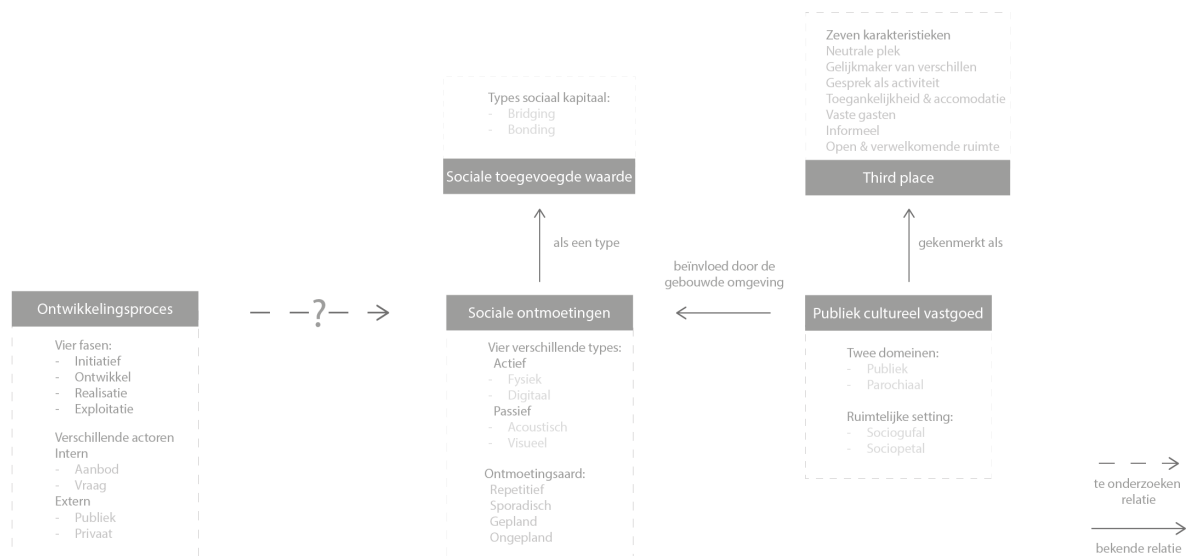 Zeven karakteristieken
Neutrale plek
Gelijkmaker van verschillen
Gesprek als activiteit
Toegankelijkheid & accomodatie
Vaste gasten
Informeel
Open & verwelkomende ruimte
Third place
Types sociaal kapitaal:
- Bridging
- Bonding
Sociale toegevoegde waarde
als een type
gekenmerkt als
beïnvloed door de
gebouwde omgeving
Ontwikkelingsproces
?
Sociale ontmoetingen
Publiek cultureel vastgoed
Vier fasen:
- Initiatief
- Ontwikkel
- Realisatie
- Exploitatie
Verschillende actoren
Intern
- Aanbod
- Vraag
Extern
- Publiek
- Privaat
Vier verschillende types:
Actief
- Fysiek
- Digitaal
Passief
- Acoustisch
- Visueel
Ontmoetingsaard:
Repetitief
Sporadisch
Gepland
Ongepland
Twee domeinen:
- Publiek
- Parochiaal
Ruimtelijke setting:
- Sociogufal
- Sociopetal
te onderzoeken
relatie
bekende relatie